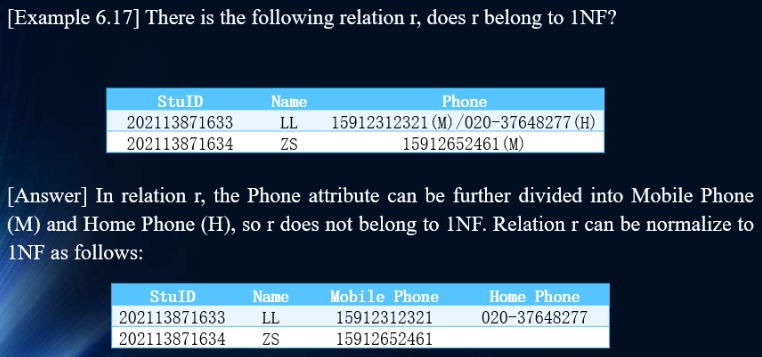 [Example 6.17] There is the following relation r, does r belong to 1NF?
StuID Name Phone
202113871633 LL 15912312321(M)/020-37648277(H)
202113871634 ZS 15912652461(M)
[Answer] In relation r, the Phone attribute can be further divided into Mobile Phone
(M) and Home Phone (H), so r does not belong to 1NF. Relation r can be normalize to
1NF as follows:
StuID Name Mobile Phone Home Phone
202113871633 LL 15912312321 020-37648277
202113871634 ZS 15912652461